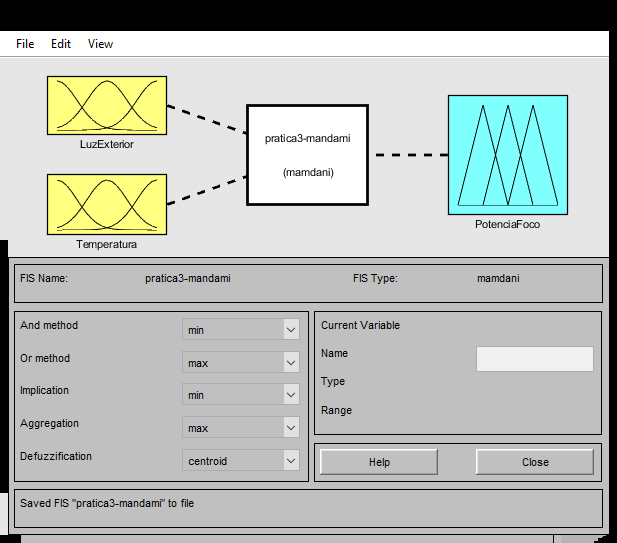 File Edit View
LuzExterior
Temperatura
pratica3-mandami
(mamdani)
PotenciaFoco
FIS Name: pratica3-mandami FIS Type: mamdani
And method min
Or method max
Implication min
Aggregation max
Defuzzification centroid
Current Variable
Name
Type
Range
Help Close
Saved FIS "pratica3-mandami" to file